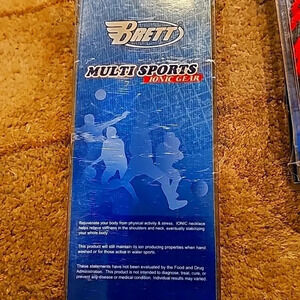 BRETT
MULTI SPORTS
IONIC GEAR
Rejuvenate your body from physical activity & stress. IONIC necklace
helps relieve stiffness in the shoulders and neck, eventually stabilizing
your whole body.
This product will still maintain its ion producing properties when hand
washed or for those active in water sports.
These statements have not been evaluated by the Food and Drug
Administration. This product is not intended to diagnose, treat, cure, or
prevent any disease or medical condition. Individual results may vary.